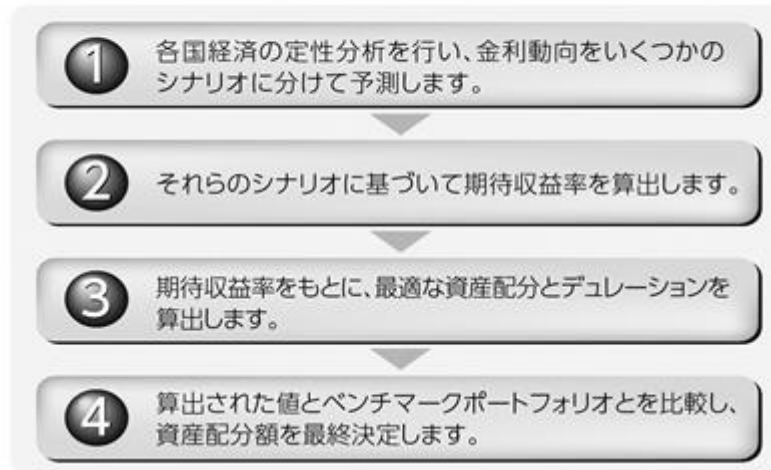 1 各国経済の定性分析を行い、金利動向をいくつかの
シナリオに分けて予測します。
2 それらのシナリオに基づいて期待収益率を算出します。
3 期待収益率をもとに、最適な資産配分とデュレーションを
算出します。
4 算出された値とベンチマークポートフォリオとを比較し、
資産配分額を最終決定します。